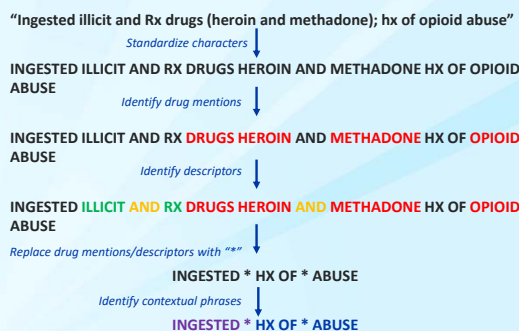 “Ingested illicit and Rx drugs (heroin and methadone); hx of opioid abuse”
Standardize characters
INGESTED ILLICIT AND RX DRUGS HEROIN AND METHADONE HX OF OPIOID
ABUSE
Identify drug mentions
INGESTED ILLICIT AND RX DRUGS HEROIN AND METHADONE HX OF OPIOID
ABUSE
Identify descriptors
INGESTED ILLICIT AND RX DRUGS HEROIN AND METHADONE HX OF OPIOID
ABUSE
Replace drug mentions/descriptors with “*”
INGESTED * HX OF * ABUSE
Identify contextual phrases
INGESTED * HX OF * ABUSE